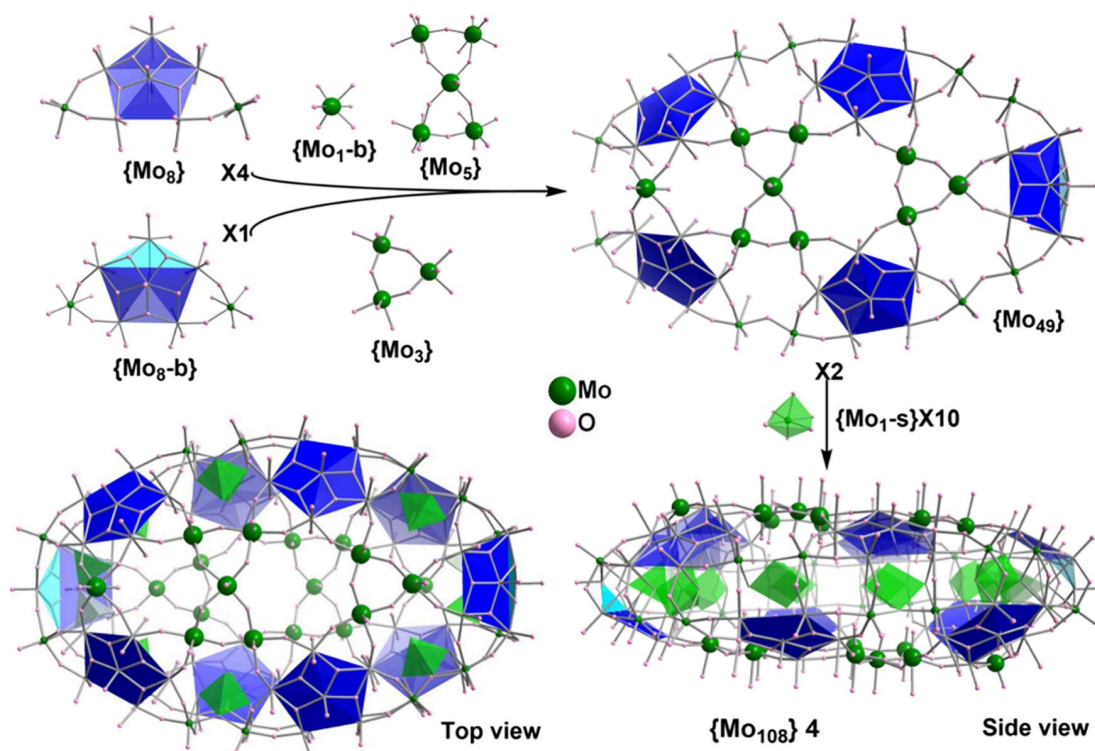 {Mo₈}
X4
{Mo₁-b}
{Mo₅}
X1
{Mo₈-b}
{Mo₃}
{Mo₄₉}
Mo
O
X2
{Mo₁-s}X10
Top view
{Mo₁₀₈} 4
Side view